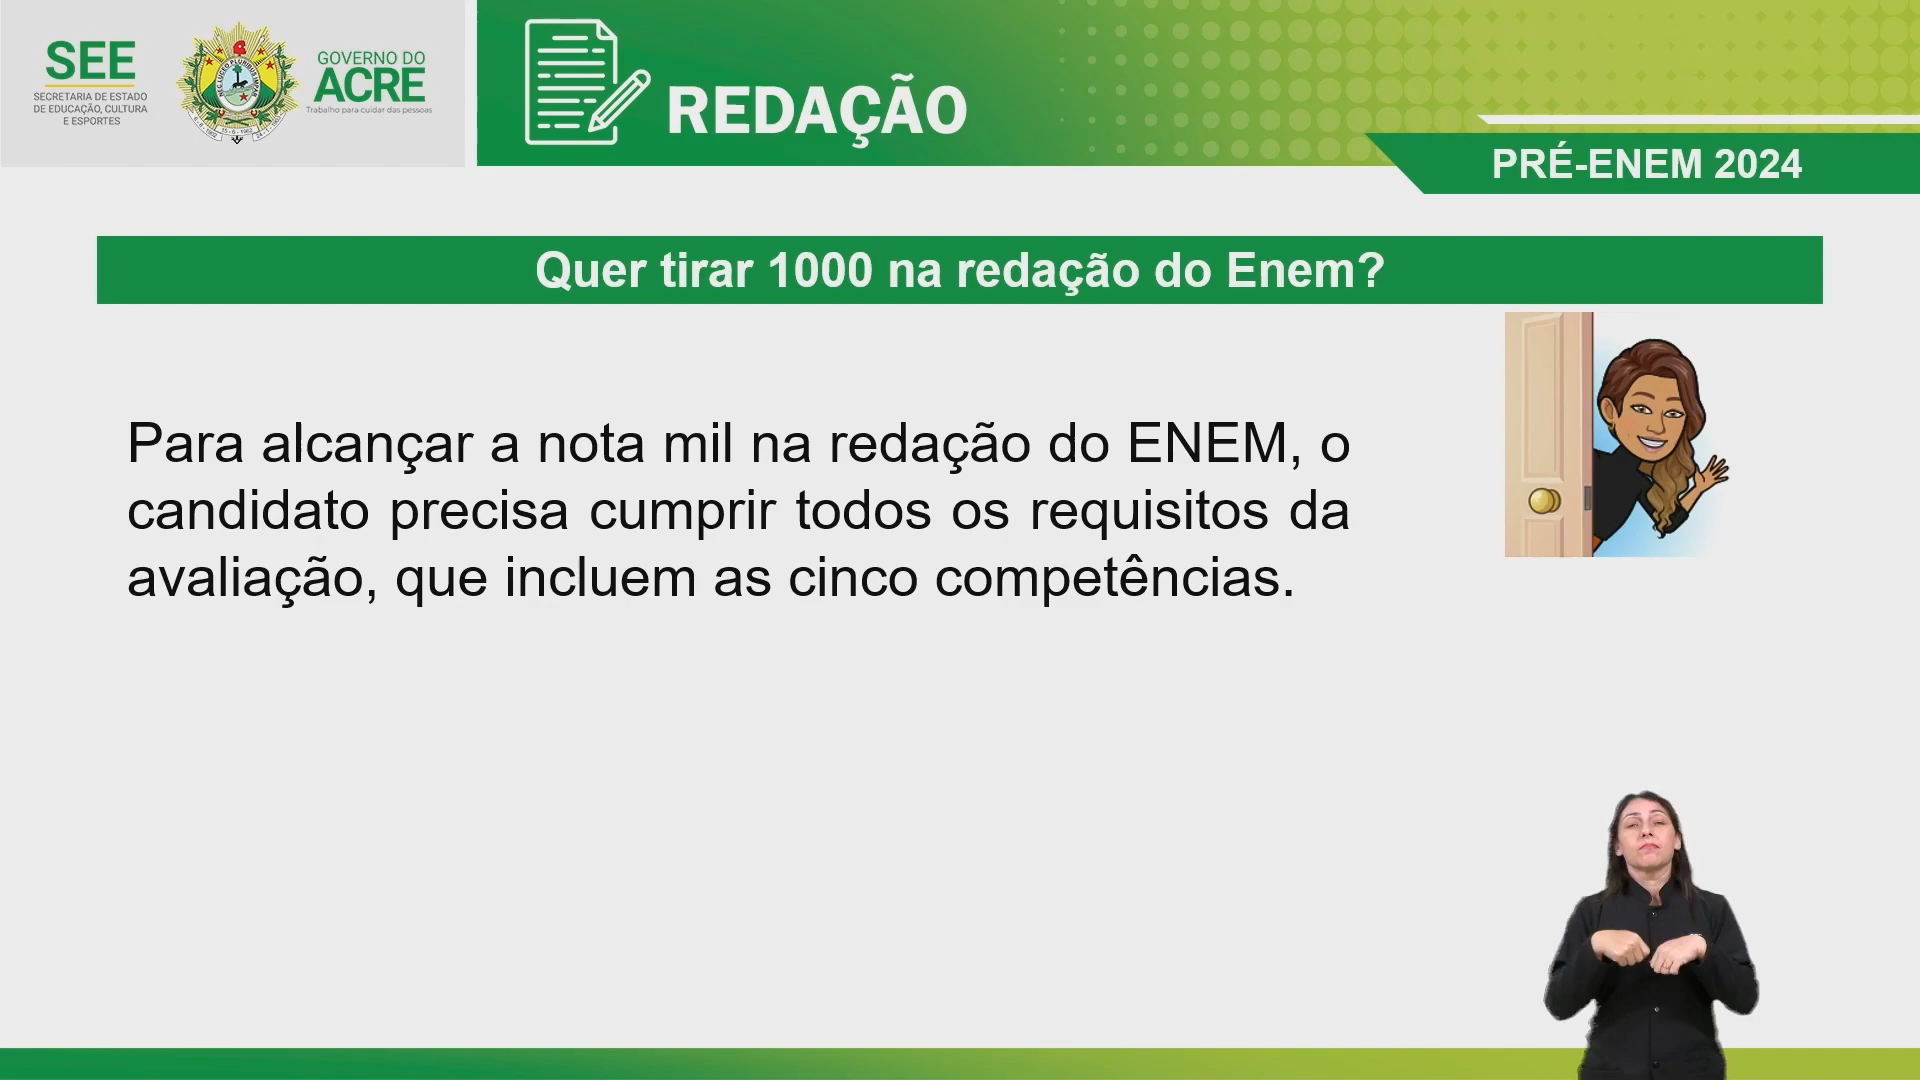 SEE
SECRETARIA DE ESTADO
DE EDUCAÇÃO, CULTURA
E ESPORTES
GOVERNO DO
ACRE
Trabalho para cuidar das pessoas
REDAÇÃO
PRÉ-ENEM 2024
Quer tirar 1000 na redação do Enem?
Para alcançar a nota mil na redação do ENEM, o
candidato precisa cumprir todos os requisitos da
avaliação, que incluem as cinco competências.